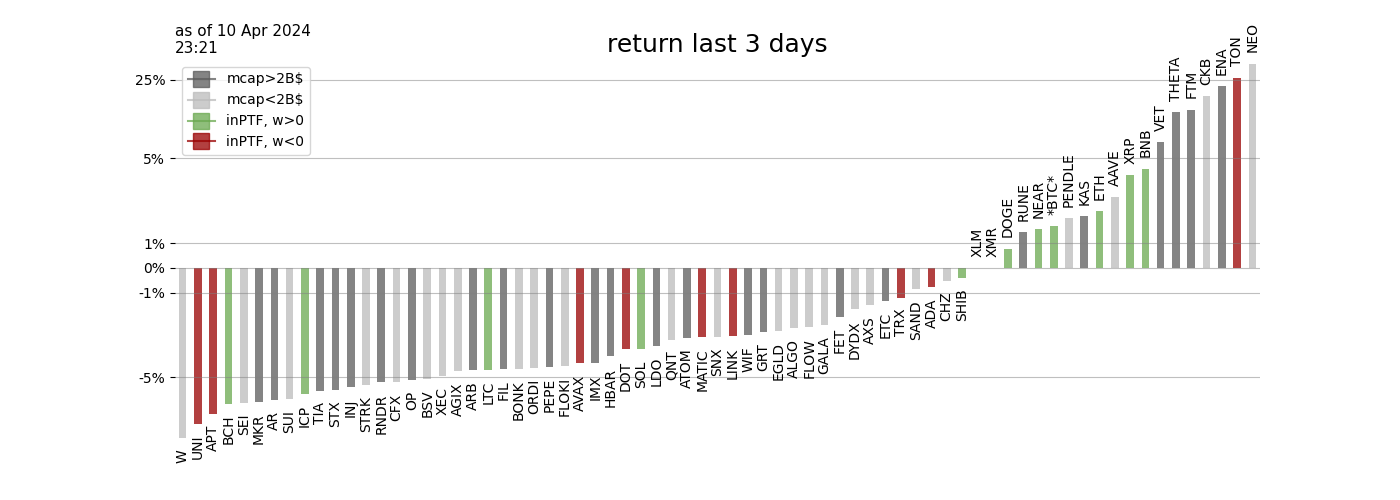 as of 10 Apr 2024
23:21
return last 3 days
mcap>2B$
mcap<2B$
inPTF, w>0
inPTF, w<0
25%
5%
1%
0%
-1%
-5%
W
UNI
APT
BCH
SEI
MKR
AR
SUI
ICP
TIA
STX
INJ
STRK
RNDR
CFX
OP
BSV
XEC
AGIX
ARB
LTC
FIL
BONK
ORDI
PEPE
FLOKI
AVAX
IMX
HBAR
DOT
SOL
LDO
QNT
ATOM
MATIC
SNX
LINK
WIF
GRT
EGLD
ALGO
FLOW
GALA
FET
DYDX
AXS
ETC
TRX
SAND
ADA
CHZ
SHIB
XLM
XMR
DOGE
RUNE
NEAR
*BTC*
PENDLE
KAS
ETH
AAVE
XRP
BNB
VET
THETA
FTM
CKB
ENA
TON
NEO